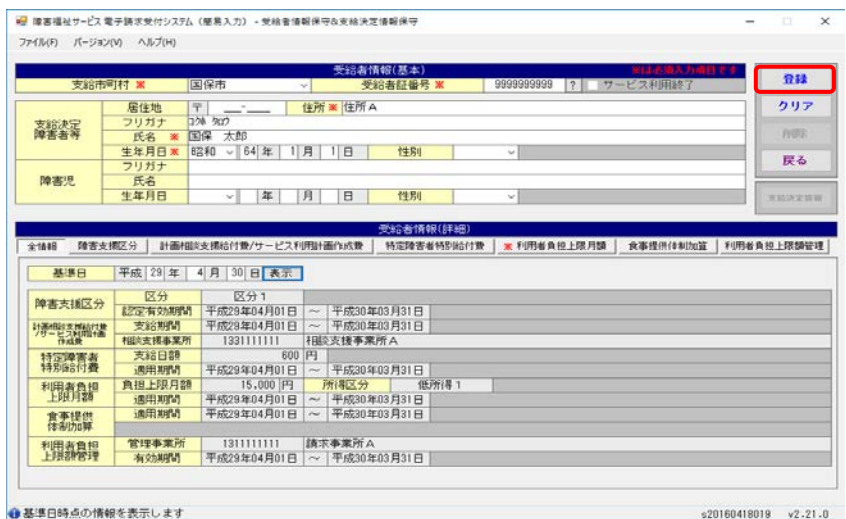 障害福祉サービス 電子請求受付システム (簡易入力) - 受給者情報保守&支給決定情報保守
ファイル(F) バージョン(V) ヘルプ(H)
受給者情報(基本) ※は必須入力項目です
支給市町村 ※ 国保市 受給者証番号 ※ 9999999999 ? サービス利用終了
登録
クリア
削除
戻る
支給決定情報
支給決定障害者等
居住地 〒 __-__ 住所 ※ 住所A
フリガナ コクホ タロウ
氏名 ※ 国保 太郎
生年月日 ※ 昭和 64 年 1 月 1 日 性別
障害児
フリガナ
氏名
生年月日 年 月 日 性別
受給者情報(詳細)
全情報 障害支援区分 計画相談支援給付費/サービス利用計画作成費 特定障害者特別給付費 ※ 利用者負担上限月額 食事提供体制加算 利用者負担上限額管理
基準日 平成 29 年 4 月 30 日 表示
障害支援区分 区分 区分1
認定有効期間 平成29年04月01日 ～ 平成30年03月31日
計画相談支援給付費/サービス利用計画作成費 支給期間 平成29年04月01日 ～ 平成30年03月31日
相談支援事業所 1331111111 相談支援事業所A
特定障害者特別給付費 支給日額 600 円
適用期間 平成29年04月01日 ～ 平成30年03月31日
利用者負担上限月額 負担上限月額 15,000 円 所得区分 低所得1
適用期間 平成29年04月01日 ～ 平成30年03月31日
食事提供体制加算 適用期間 平成29年04月01日 ～ 平成30年03月31日
利用者負担上限額管理 管理事業所 1311111111 請求事業所A
有効期間 平成29年04月01日 ～ 平成30年03月31日
基準日時点の情報を表示します s20160418019 v2.21.0